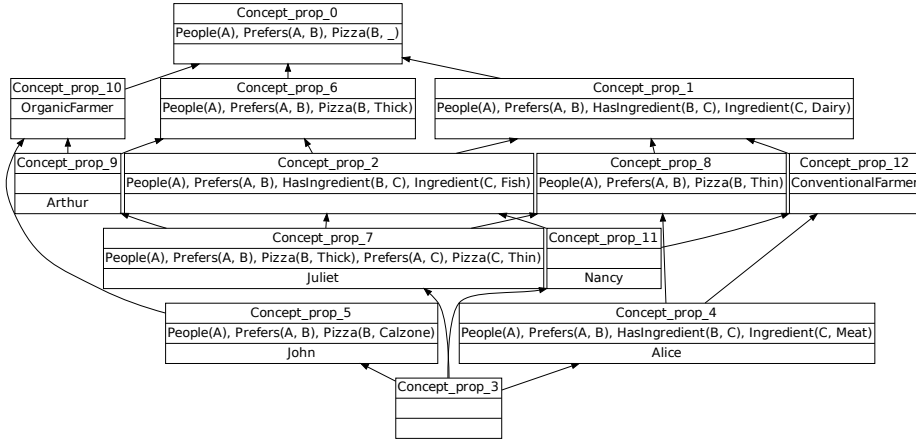 Concept_prop_0
People(A), Prefers(A, B), Pizza(B, _)
Concept_prop_10
OrganicFarmer
Concept_prop_6
People(A), Prefers(A, B), Pizza(B, Thick)
Concept_prop_1
People(A), Prefers(A, B), HasIngredient(B, C), Ingredient(C, Dairy)
Concept_prop_9
Arthur
Concept_prop_2
People(A), Prefers(A, B), HasIngredient(B, C), Ingredient(C, Fish)
Concept_prop_8
People(A), Prefers(A, B), Pizza(B, Thin)
Concept_prop_12
ConventionalFarmer
Concept_prop_7
People(A), Prefers(A, B), Pizza(B, Thick), Prefers(A, C), Pizza(C, Thin)
Juliet
Concept_prop_11
Nancy
Concept_prop_5
People(A), Prefers(A, B), Pizza(B, Calzone)
John
Concept_prop_4
People(A), Prefers(A, B), HasIngredient(B, C), Ingredient(C, Meat)
Alice
Concept_prop_3